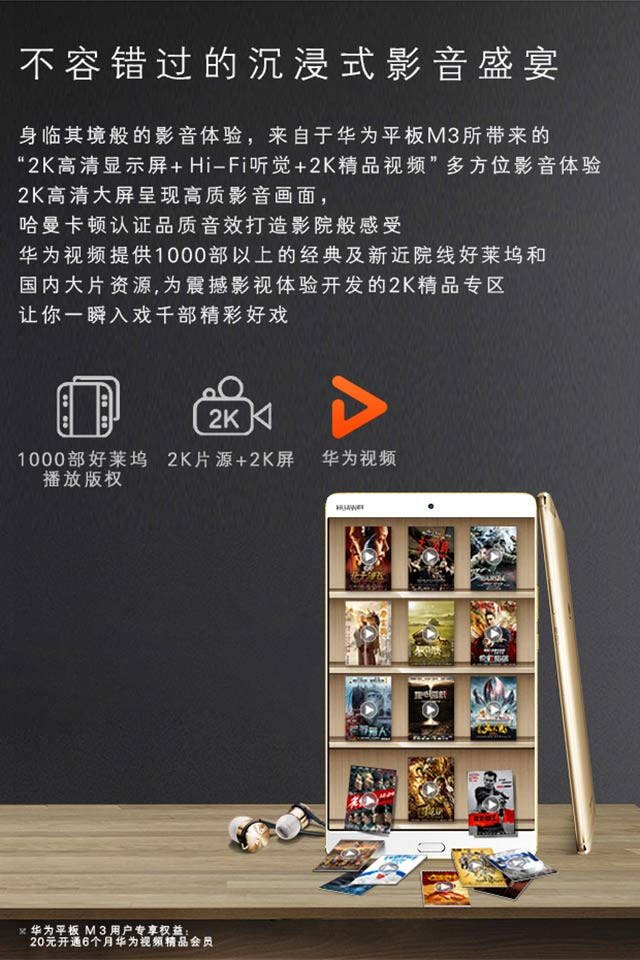 不容错过的沉浸式影音盛宴
身临其境般的影音体验，来自于华为平板M3所带来的
“2K高清显示屏+Hi-Fi听觉+2K精品视频”多方位影音体验
2K高清大屏呈现高质影音画面，
哈曼卡顿认证品质音效打造影院般感受
华为视频提供1000部以上的经典及新近院线好莱坞和
国内大片资源,为震撼影视体验开发的2K精品专区
让你一瞬入戏千部精彩好戏
2K
1000部好莱坞
播放版权
2K片源+2K屏
华为视频
HUAWEI
※ 华为平板 M3用户专享权益：
20元开通6个月华为视频精品会员